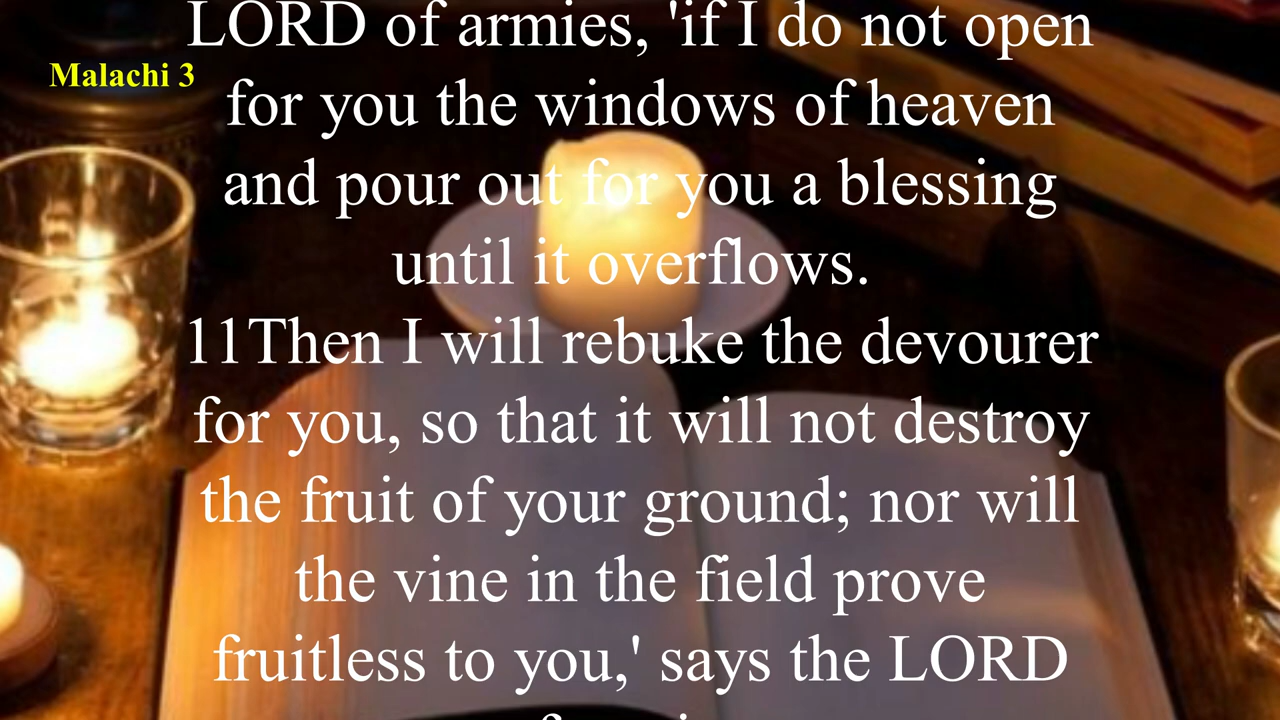 LORD of armies, 'if I do not open
Malachi 3
for you the windows of heaven
and pour out for you a blessing
until it overflows.
11Then I will rebuke the devourer
for you, so that it will not destroy
the fruit of your ground; nor will
the vine in the field prove
fruitless to you,' says the LORD